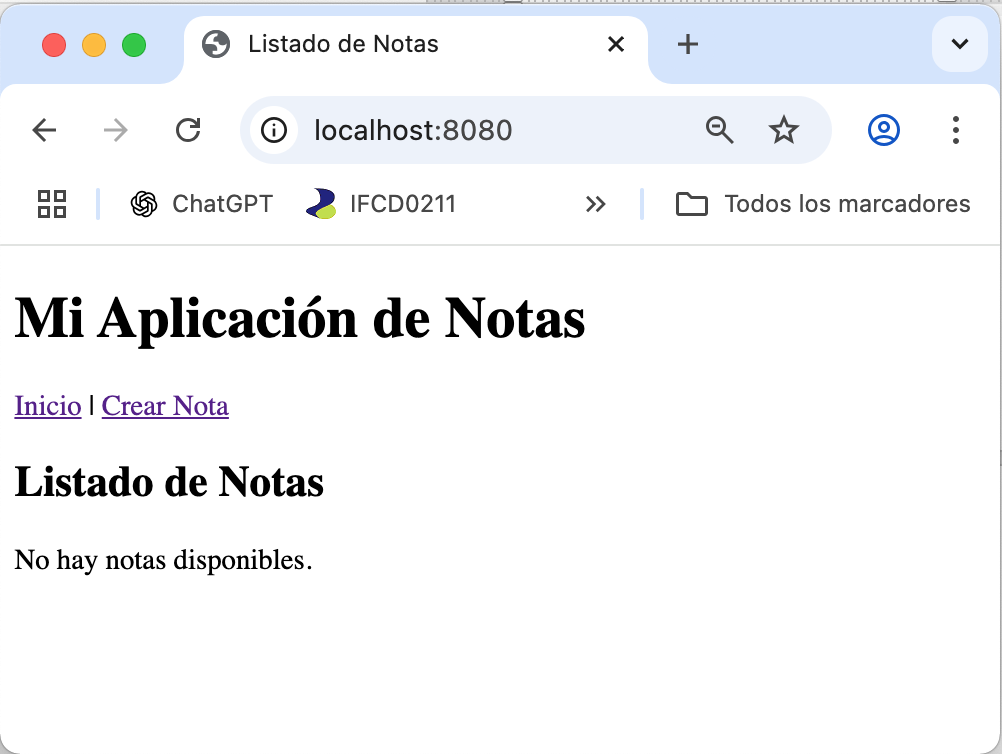 Listado de Notas
localhost:8080
ChatGPT IFCD0211 Todos los marcadores
Mi Aplicación de Notas
Inicio | Crear Nota
Listado de Notas
No hay notas disponibles.